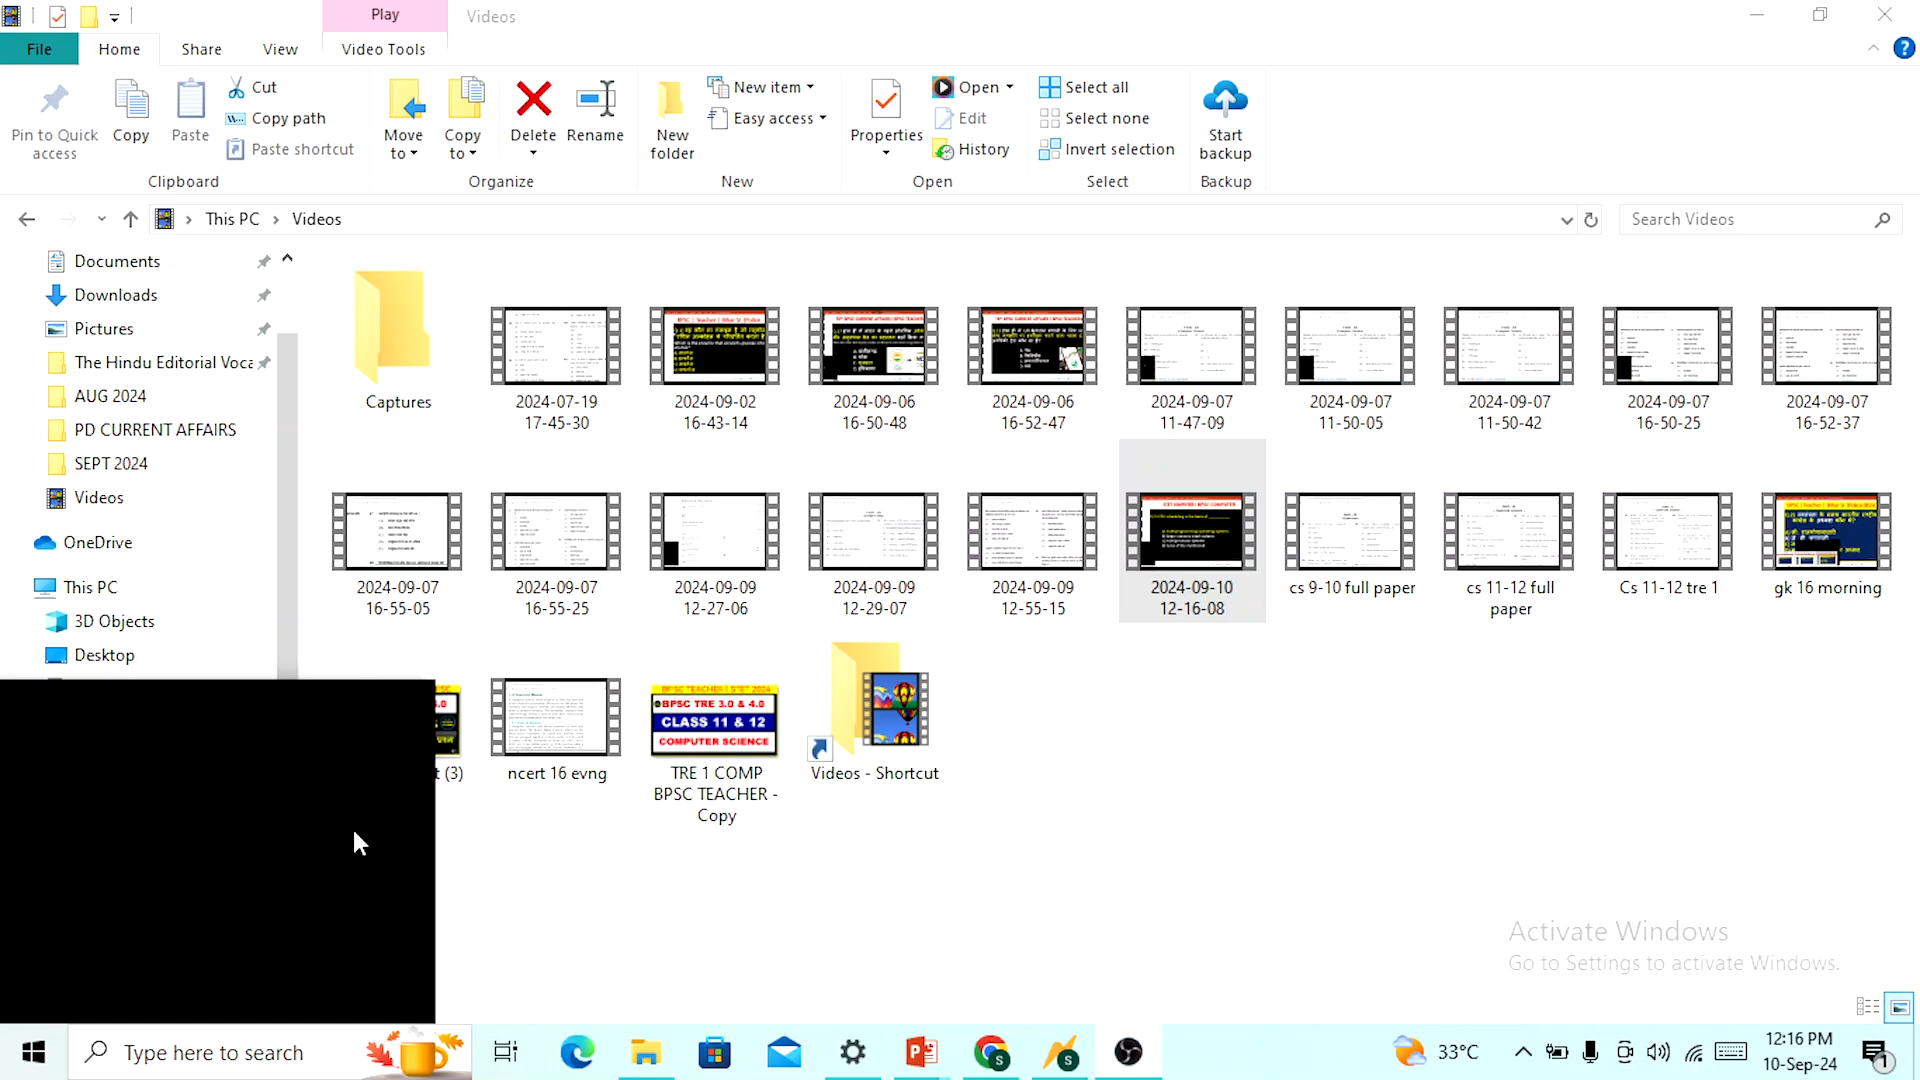 Play
Videos
File
Home
Share
View
Video Tools
Pin to Quick access
Copy
Paste
Cut
Copy path
Paste shortcut
Clipboard
Move to
Copy to
Delete
Rename
Organize
New folder
New item
Easy access
New
Properties
Open
Edit
History
Open
Select all
Select none
Invert selection
Select
Start backup
Backup
This PC > Videos
Search Videos
Documents
Downloads
Pictures
The Hindu Editorial Voca
AUG 2024
PD CURRENT AFFAIRS
SEPT 2024
Videos
OneDrive
This PC
3D Objects
Desktop
Captures
2024-07-19 17-45-30
2024-09-02 16-43-14
2024-09-06 16-50-48
2024-09-06 16-52-47
2024-09-07 11-47-09
2024-09-07 11-50-05
2024-09-07 11-50-42
2024-09-07 16-50-25
2024-09-07 16-52-37
2024-09-07 16-55-05
2024-09-07 16-55-25
2024-09-09 12-27-06
2024-09-09 12-29-07
2024-09-09 12-55-15
2024-09-10 12-16-08
cs 9-10 full paper
cs 11-12 full paper
Cs 11-12 tre 1
gk 16 morning
t (3)
ncert 16 evng
BPSC TEACHER | STET 2024
BPSC TRE 3.0 & 4.0
CLASS 11 & 12
COMPUTER SCIENCE
TRE 1 COMP BPSC TEACHER - Copy
Videos - Shortcut
Activate Windows
Go to Settings to activate Windows.
Type here to search
33°C
12:16 PM
10-Sep-24
1